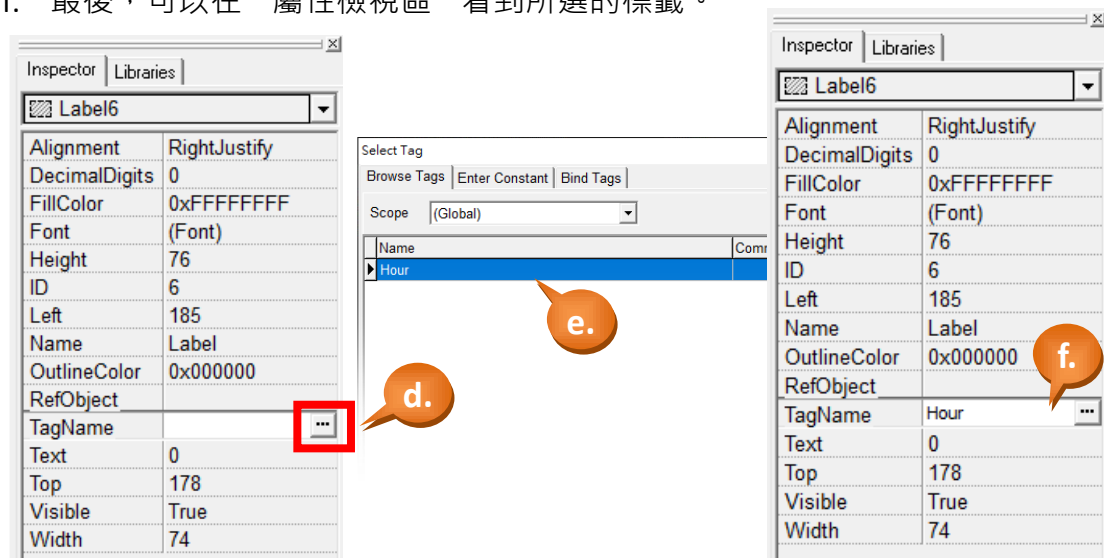 最後，可以在 屬性檢視區 看到所選的標籤。
Inspector Libraries
Label6
Alignment RightJustify
DecimalDigits 0
FillColor 0xFFFFFFFF
Font (Font)
Height 76
ID 6
Left 185
Name Label
OutlineColor 0x000000
RefObject
TagName ...
Text 0
Top 178
Visible True
Width 74
d.
Select Tag
Browse Tags Enter Constant Bind Tags
Scope (Global)
Name
Hour
e.
Inspector Libraries
Label6
Alignment RightJustify
DecimalDigits 0
FillColor 0xFFFFFFFF
Font (Font)
Height 76
ID 6
Left 185
Name Label
OutlineColor 0x000000
RefObject
TagName Hour ...
Text 0
Top 178
Visible True
Width 74
f.